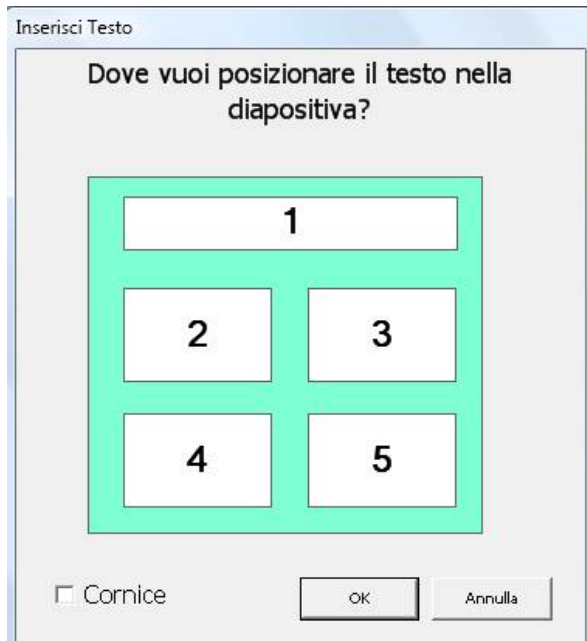 Inserisci Testo
Dove vuoi posizionare il testo nella
diapositiva?
1
2 3
4 5
Cornice OK Annulla